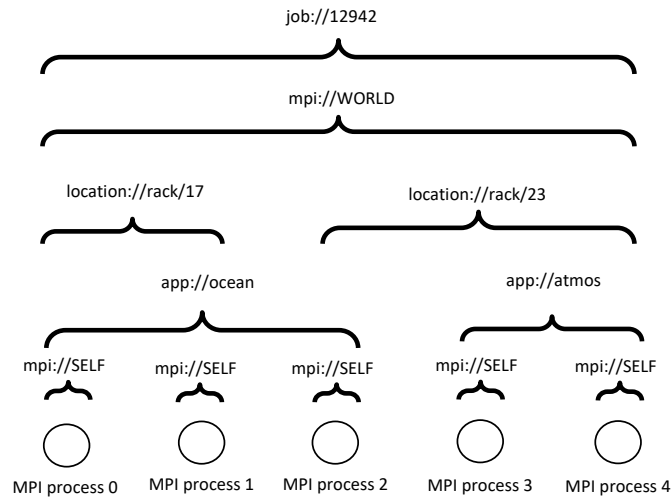 job://12942
mpi://WORLD
location://rack/17
location://rack/23
app://ocean
app://atmos
mpi://SELF
mpi://SELF
mpi://SELF
mpi://SELF
mpi://SELF
MPI process 0
MPI process 1
MPI process 2
MPI process 3
MPI process 4